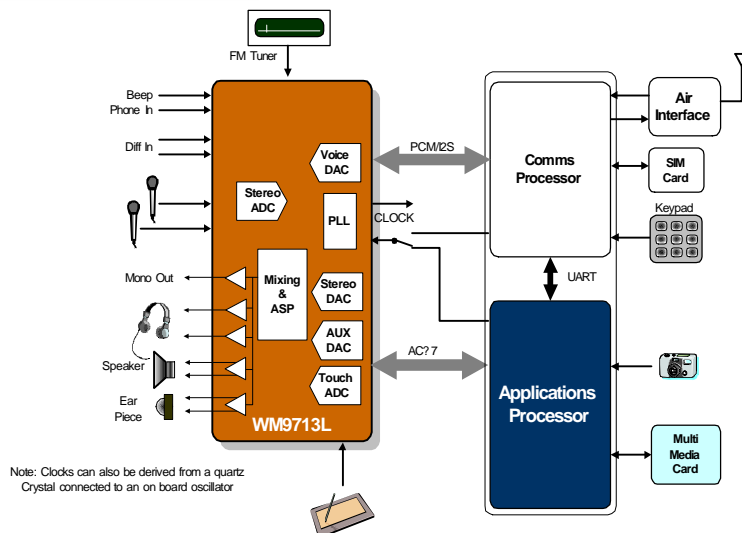 FM Tuner
Beep
Phone In
Diff In
Voice
DAC
Stereo
ADC
PLL
CLOCK
Mixing
&
ASP
Stereo
DAC
AUX
DAC
Touch
ADC
WM9713L
Mono Out
Speaker
Ear
Piece
PCM/I2S
Comms
Processor
Air
Interface
SIM
Card
Keypad
UART
AC? 7
Applications
Processor
Multi
Media
Card
Note: Clocks can also be derived from a quartz
Crystal connected to an on board oscillator